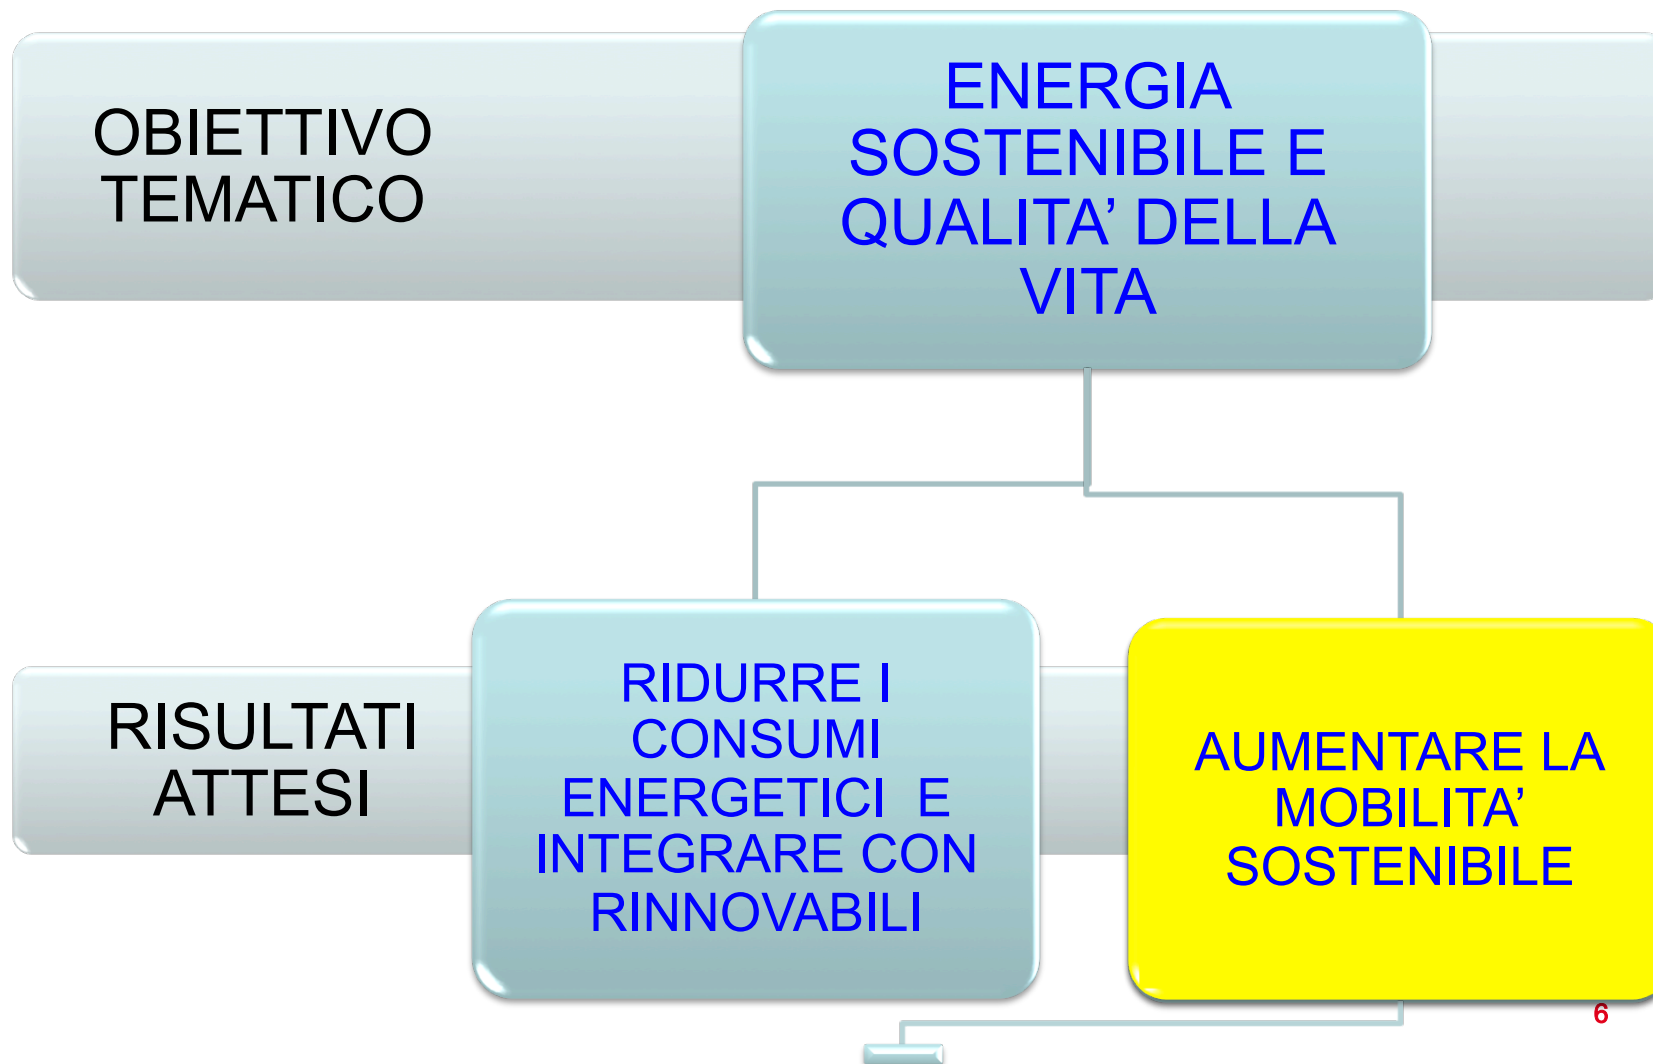 OBIETTIVO
TEMATICO
ENERGIA
SOSTENIBILE E
QUALITA’ DELLA
VITA
RISULTATI
ATTESI
RIDURRE I
CONSUMI
ENERGETICI  E
INTEGRARE CON
RINNOVABILI
AUMENTARE LA
MOBILITA’
SOSTENIBILE
6